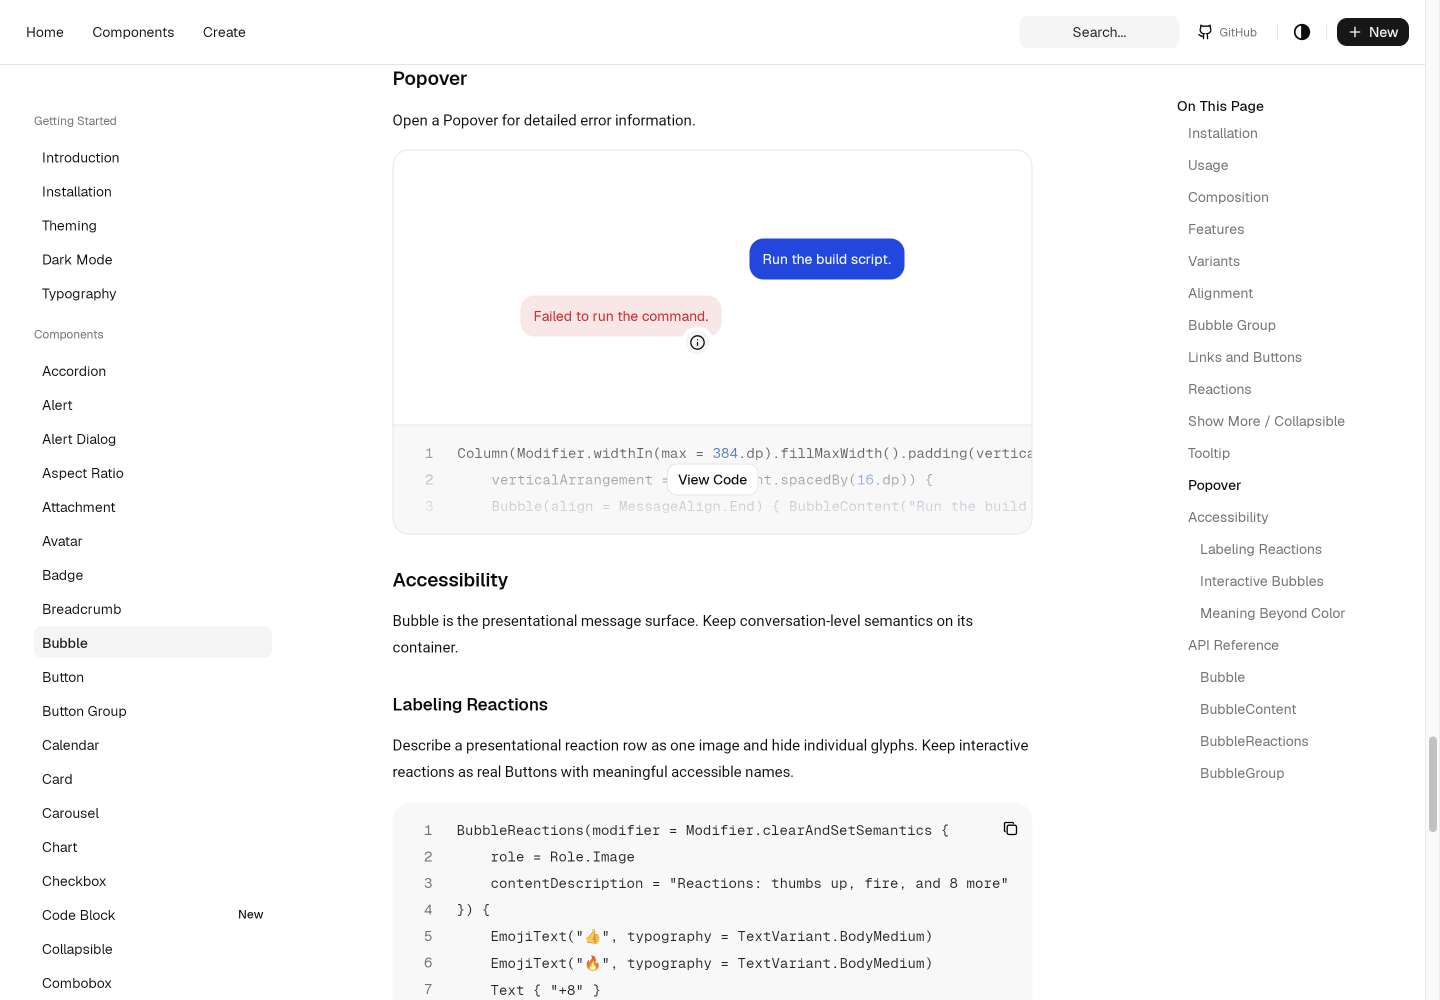 Home
Components
Create
Search...
GitHub
New
Getting Started
Introduction
Installation
Theming
Dark Mode
Typography
Components
Accordion
Alert
Alert Dialog
Aspect Ratio
Attachment
Avatar
Badge
Breadcrumb
Bubble
Button
Button Group
Calendar
Card
Carousel
Chart
Checkbox
Code Block New
Collapsible
Combobox
Popover
Open a Popover for detailed error information.
Run the build script.
Failed to run the command.
1 Column(Modifier.widthIn(max = 384.dp).fillMaxWidth().padding(vertica
2 verticalArrangement = nt.spacedBy(16.dp)) {
View Code
3 Bubble(align = MessageAlign.End) { BubbleContent("Run the build
Accessibility
Bubble is the presentational message surface. Keep conversation-level semantics on its
container.
Labeling Reactions
Describe a presentational reaction row as one image and hide individual glyphs. Keep interactive
reactions as real Buttons with meaningful accessible names.
1 BubbleReactions(modifier = Modifier.clearAndSetSemantics {
2 role = Role.Image
3 contentDescription = "Reactions: thumbs up, fire, and 8 more"
4 }) {
5 EmojiText("👍", typography = TextVariant.BodyMedium)
6 EmojiText("🔥", typography = TextVariant.BodyMedium)
7 Text { "+8" }
On This Page
Installation
Usage
Composition
Features
Variants
Alignment
Bubble Group
Links and Buttons
Reactions
Show More / Collapsible
Tooltip
Popover
Accessibility
Labeling Reactions
Interactive Bubbles
Meaning Beyond Color
API Reference
Bubble
BubbleContent
BubbleReactions
BubbleGroup